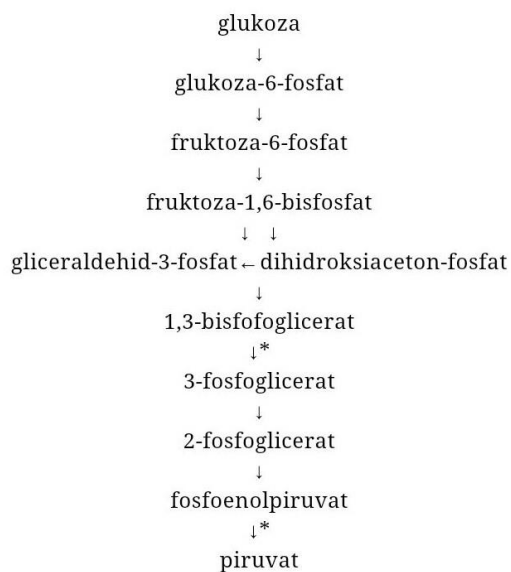 glukoza
↓
glukoza-6-fosfat
↓
fruktoza-6-fosfat
↓
fruktoza-1,6-bisfosfat
↓ ↓
gliceraldehid-3-fosfat←dihidroksiaceton-fosfat
↓
1,3-bisfofoglicerat
↓*
3-fosfoglicerat
↓
2-fosfoglicerat
↓
fosfoenolpiruvat
↓*
piruvat